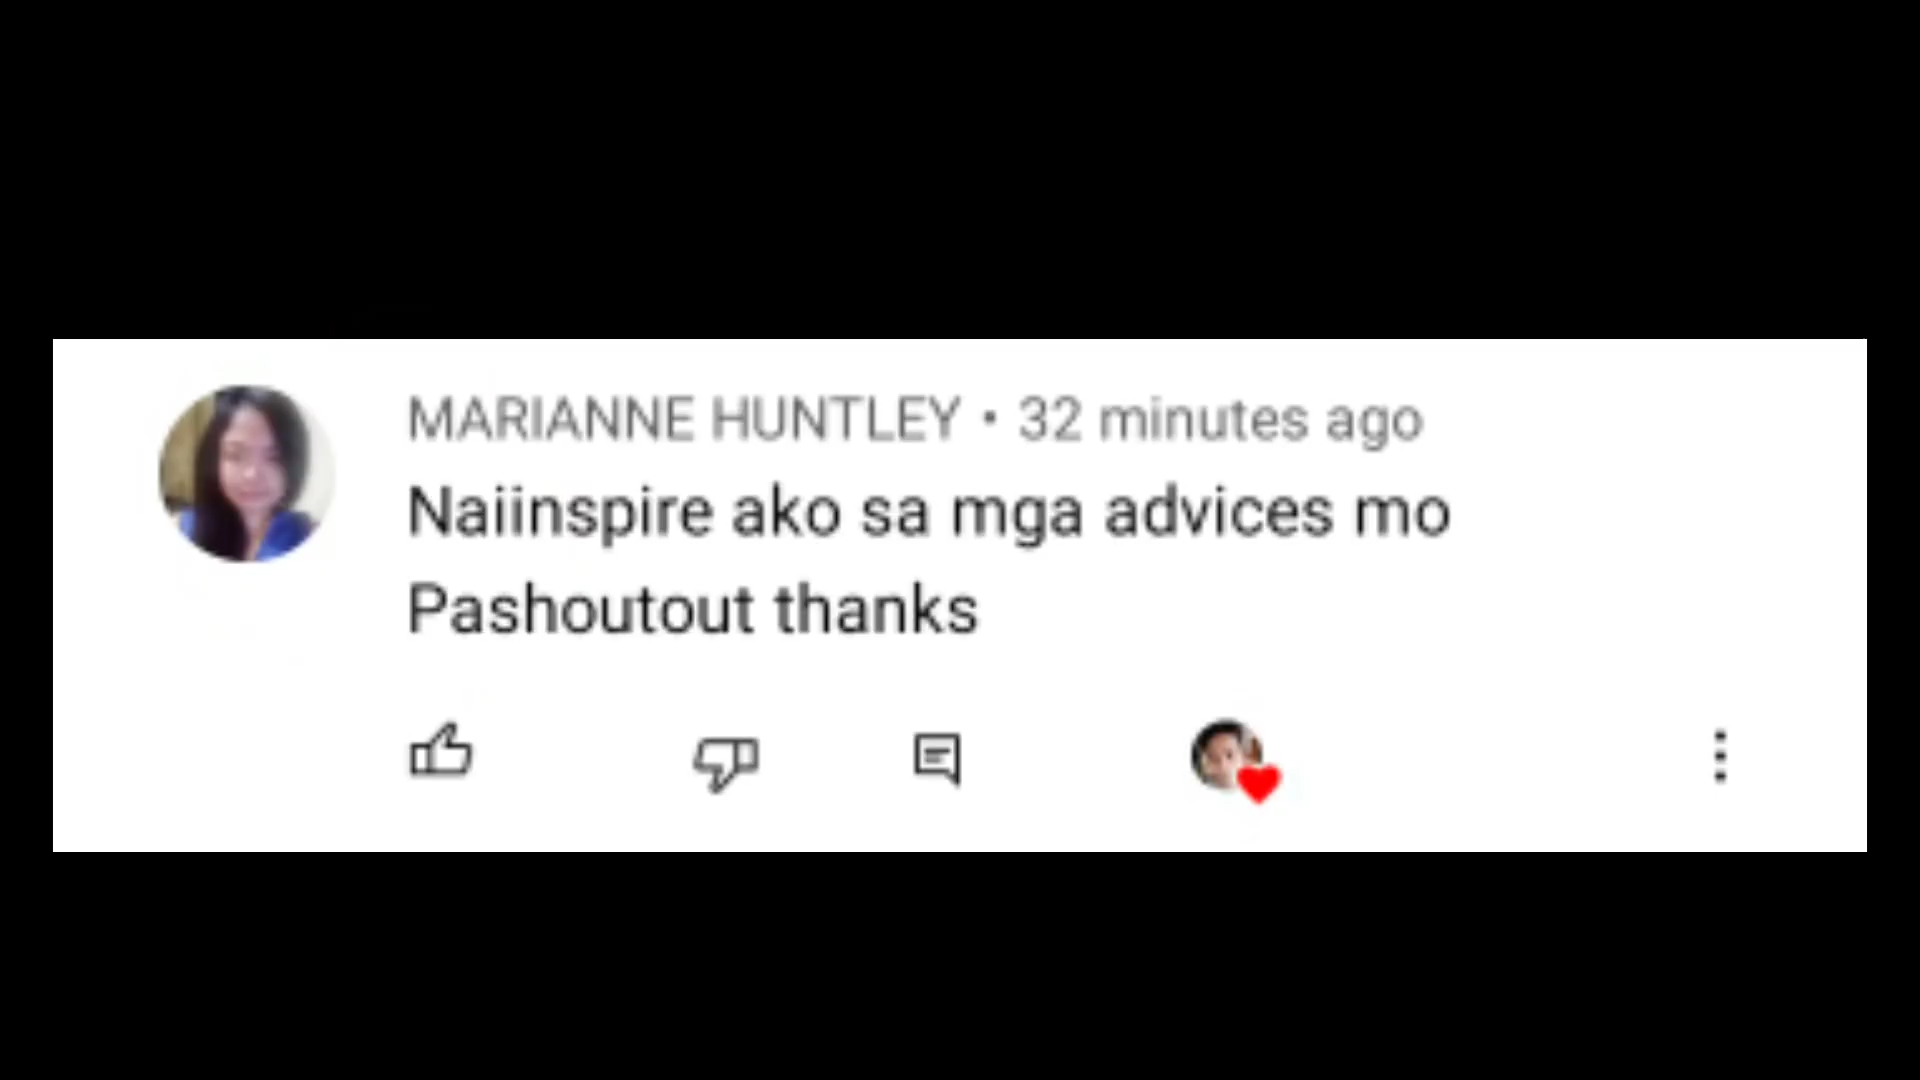 MARIANNE HUNTLEY • 32 minutes ago
Naiinspire ako sa mga advices mo
Pashoutout thanks